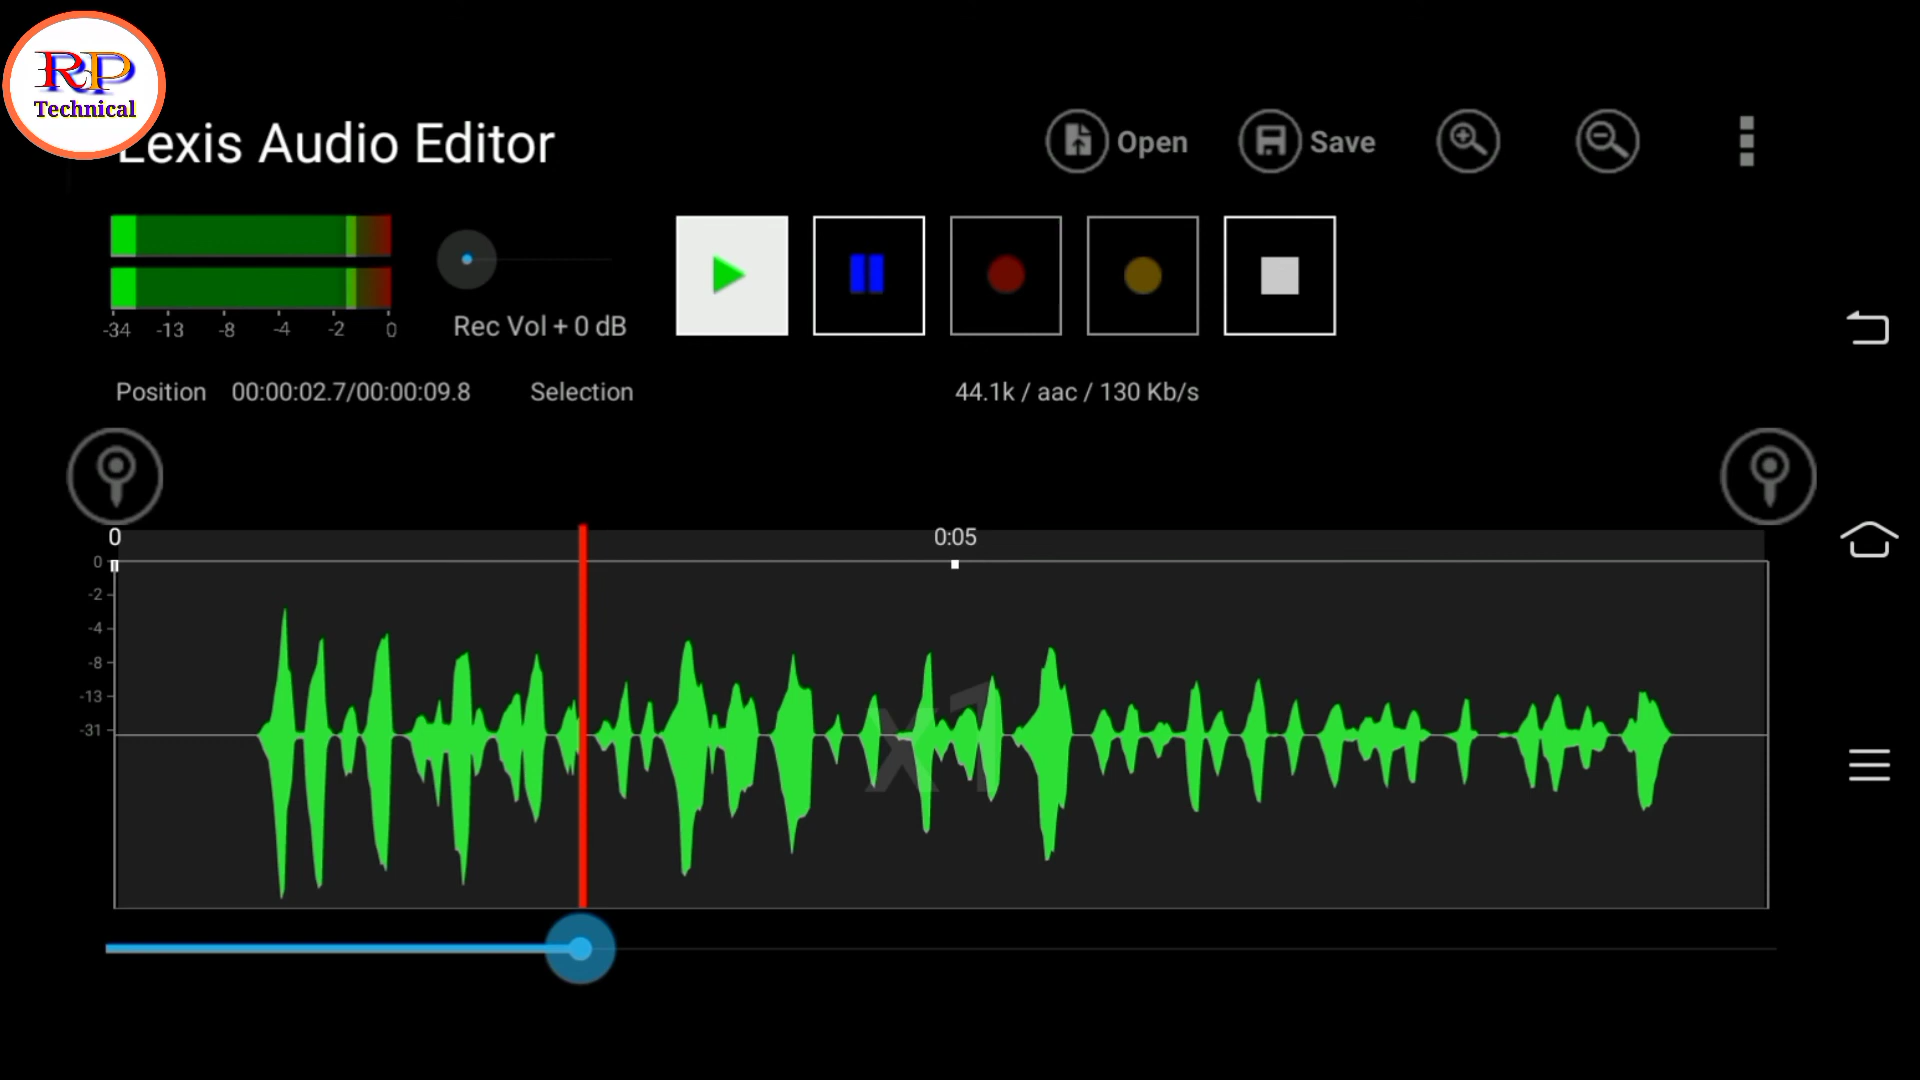 RP
Technical
Lexis Audio Editor
Open
Save
-34 -13 -8 -4 -2 0
Rec Vol + 0 dB
Position 00:00:02.7/00:00:09.8 Selection 44.1k / aac / 130 Kb/s
0 0:05
0
-2
-4
-8
-13
-31
x1